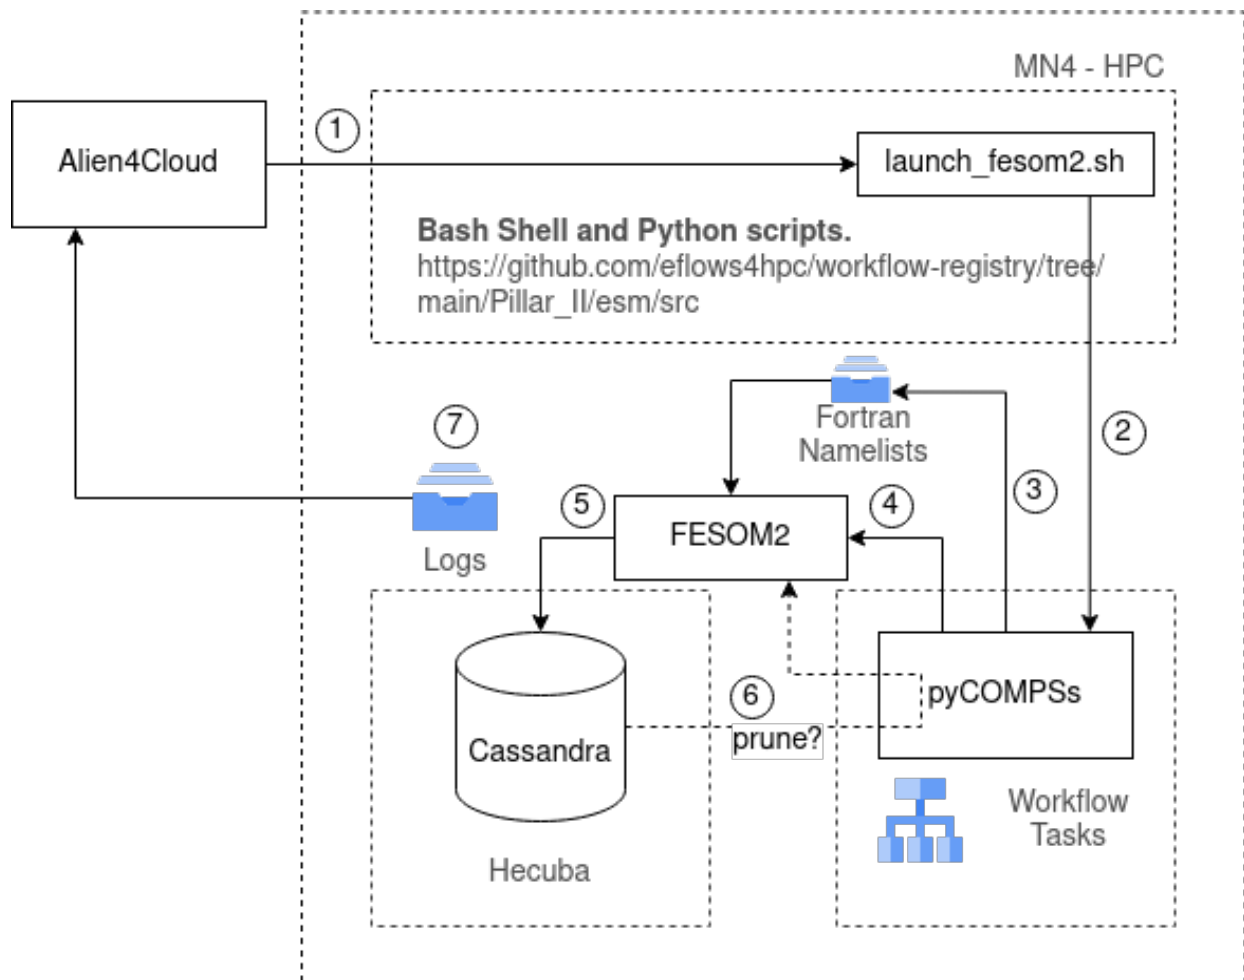 MN4 - HPC
1
Alien4Cloud
launch_fesom2.sh
Bash Shell and Python scripts.
https://github.com/eflows4hpc/workflow-registry/tree/
main/Pillar_II/esm/src
Fortran
Namelists
7
2
3
5
4
FESOM2
Logs
6
pyCOMPSs
prune?
Cassandra
Workflow
Tasks
Hecuba